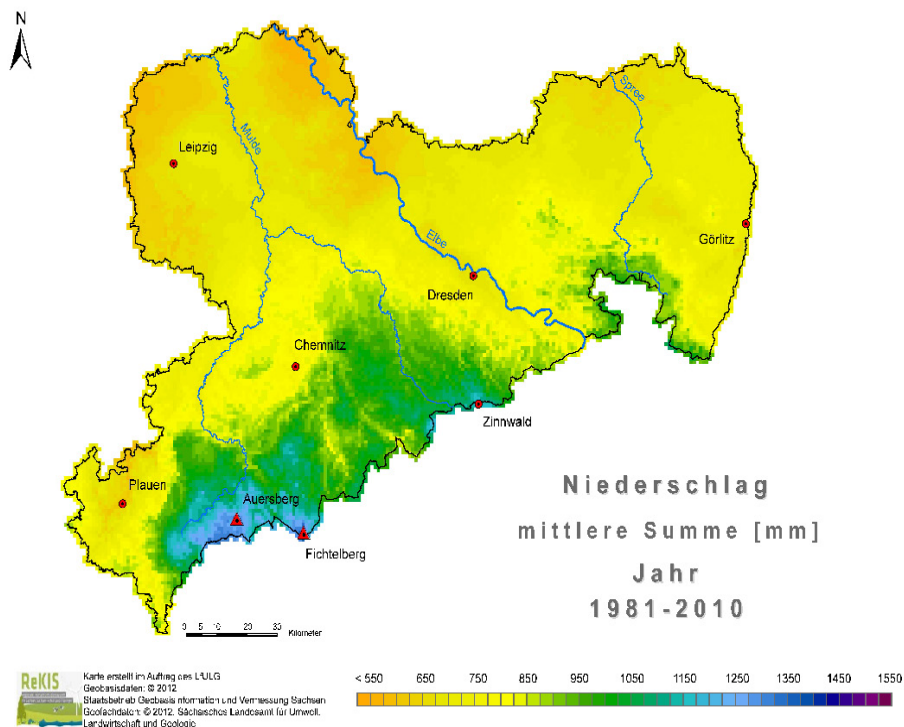 N
Leipzig
Mulde
Spree
Görlitz
Elbe
Dresden
Chemnitz
Zinnwald
Plauen
Auersberg
Fichtelberg
Niederschlag
mittlere Summe [mm]
Jahr
1981-2010
0 5 10 20 30 Kilometer
ReKIS
Karte erstellt im Auftrag des LfULG
Geobasisdaten: © 2012
Staatsbetrieb Geobasisinformation und Vermessung Sachsen
Geofachdaten: © 2012, Sächsisches Landesamt für Umwelt,
Landwirtschaft und Geologie
< 550 650 750 850 950 1050 1150 1250 1350 1450 1550